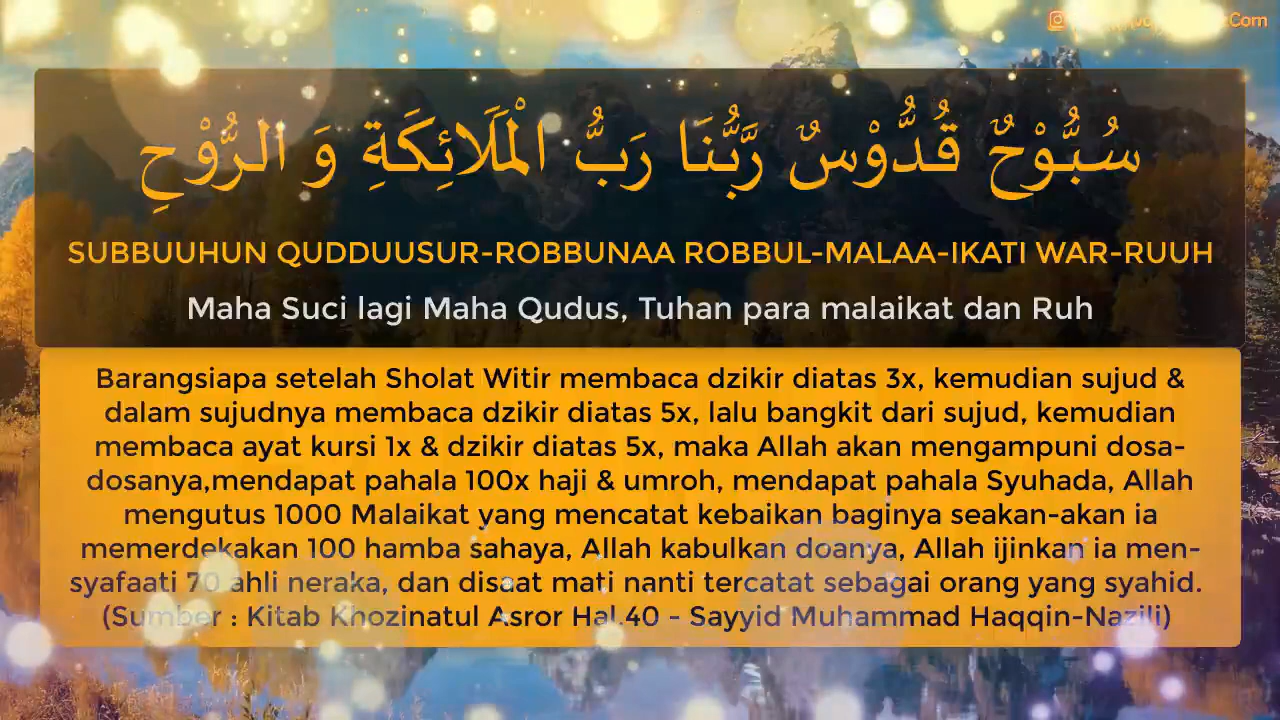 سُبُّوْحٌ قُدُّوْسٌ رَّبُّنَا رَبُّ الْمَلَائِكَةِ وَ الرُّوْحِ
SUBBUUHUN QUDDUUSUR-ROBBUNAA ROBBUL-MALAA-IKATI WAR-RUUH
Maha Suci lagi Maha Qudus, Tuhan para malaikat dan Ruh
Barangsiapa setelah Sholat Witir membaca dzikir diatas 3x, kemudian sujud &
dalam sujudnya membaca dzikir diatas 5x, lalu bangkit dari sujud, kemudian
membaca ayat kursi 1x & dzikir diatas 5x, maka Allah akan mengampuni dosa-
dosanya,mendapat pahala 100x haji & umroh, mendapat pahala Syuhada, Allah
mengutus 1000 Malaikat yang mencatat kebaikan baginya seakan-akan ia
memerdekakan 100 hamba sahaya, Allah kabulkan doanya, Allah ijinkan ia men-
syafaati 70 ahli neraka, dan disaat mati nanti tercatat sebagai orang yang syahid.
(Sumber : Kitab Khozinatul Asror Hal.40 - Sayyid Muhammad Haqqin-Nazili)